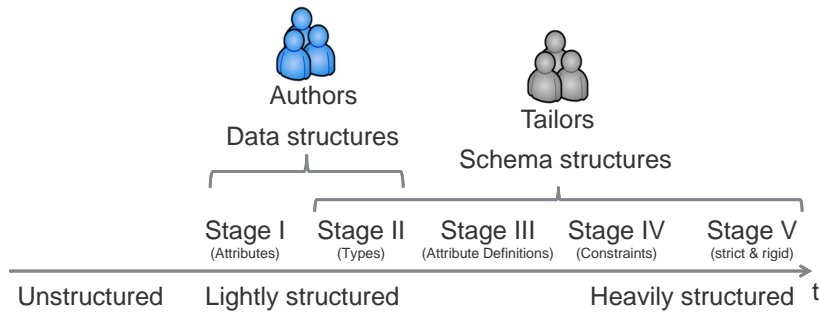 Authors
Tailors
Data structures
Schema structures
Stage I Stage II Stage III Stage IV Stage V
(Attributes) (Types) (Attribute Definitions) (Constraints) (strict & rigid)
Unstructured Lightly structured Heavily structured t